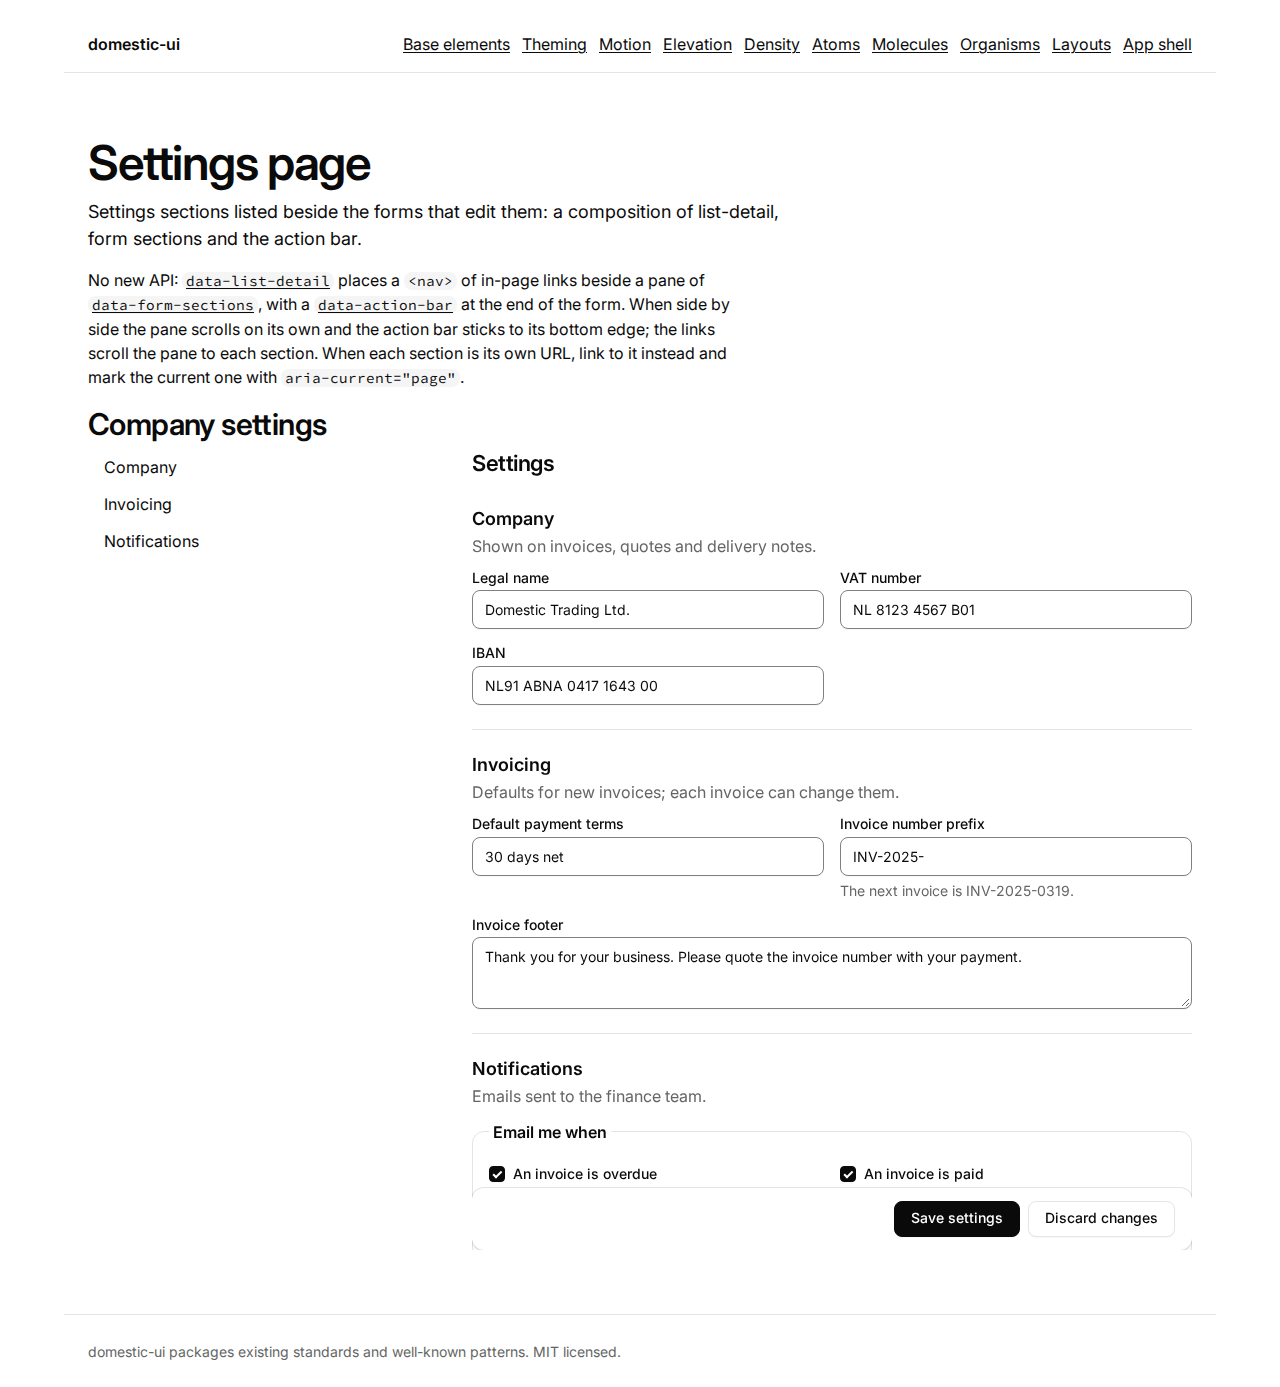 domestic-ui
Base elements Theming Motion Elevation Density Atoms Molecules Organisms Layouts App shell
Settings page
Settings sections listed beside the forms that edit them: a composition of list-detail,
form sections and the action bar.
No new API: data-list-detail places a <nav> of in-page links beside a pane of
data-form-sections, with a data-action-bar at the end of the form. When side by
side the pane scrolls on its own and the action bar sticks to its bottom edge; the links
scroll the pane to each section. When each section is its own URL, link to it instead and
mark the current one with aria-current="page".
Company settings
Company
Invoicing
Notifications
Settings
Company
Shown on invoices, quotes and delivery notes.
Legal name
Domestic Trading Ltd.
VAT number
NL 8123 4567 B01
IBAN
NL91 ABNA 0417 1643 00
Invoicing
Defaults for new invoices; each invoice can change them.
Default payment terms
30 days net
Invoice number prefix
INV-2025-
The next invoice is INV-2025-0319.
Invoice footer
Thank you for your business. Please quote the invoice number with your payment.
Notifications
Emails sent to the finance team.
Email me when
An invoice is overdue
An invoice is paid
Save settings
Discard changes
domestic-ui packages existing standards and well-known patterns. MIT licensed.